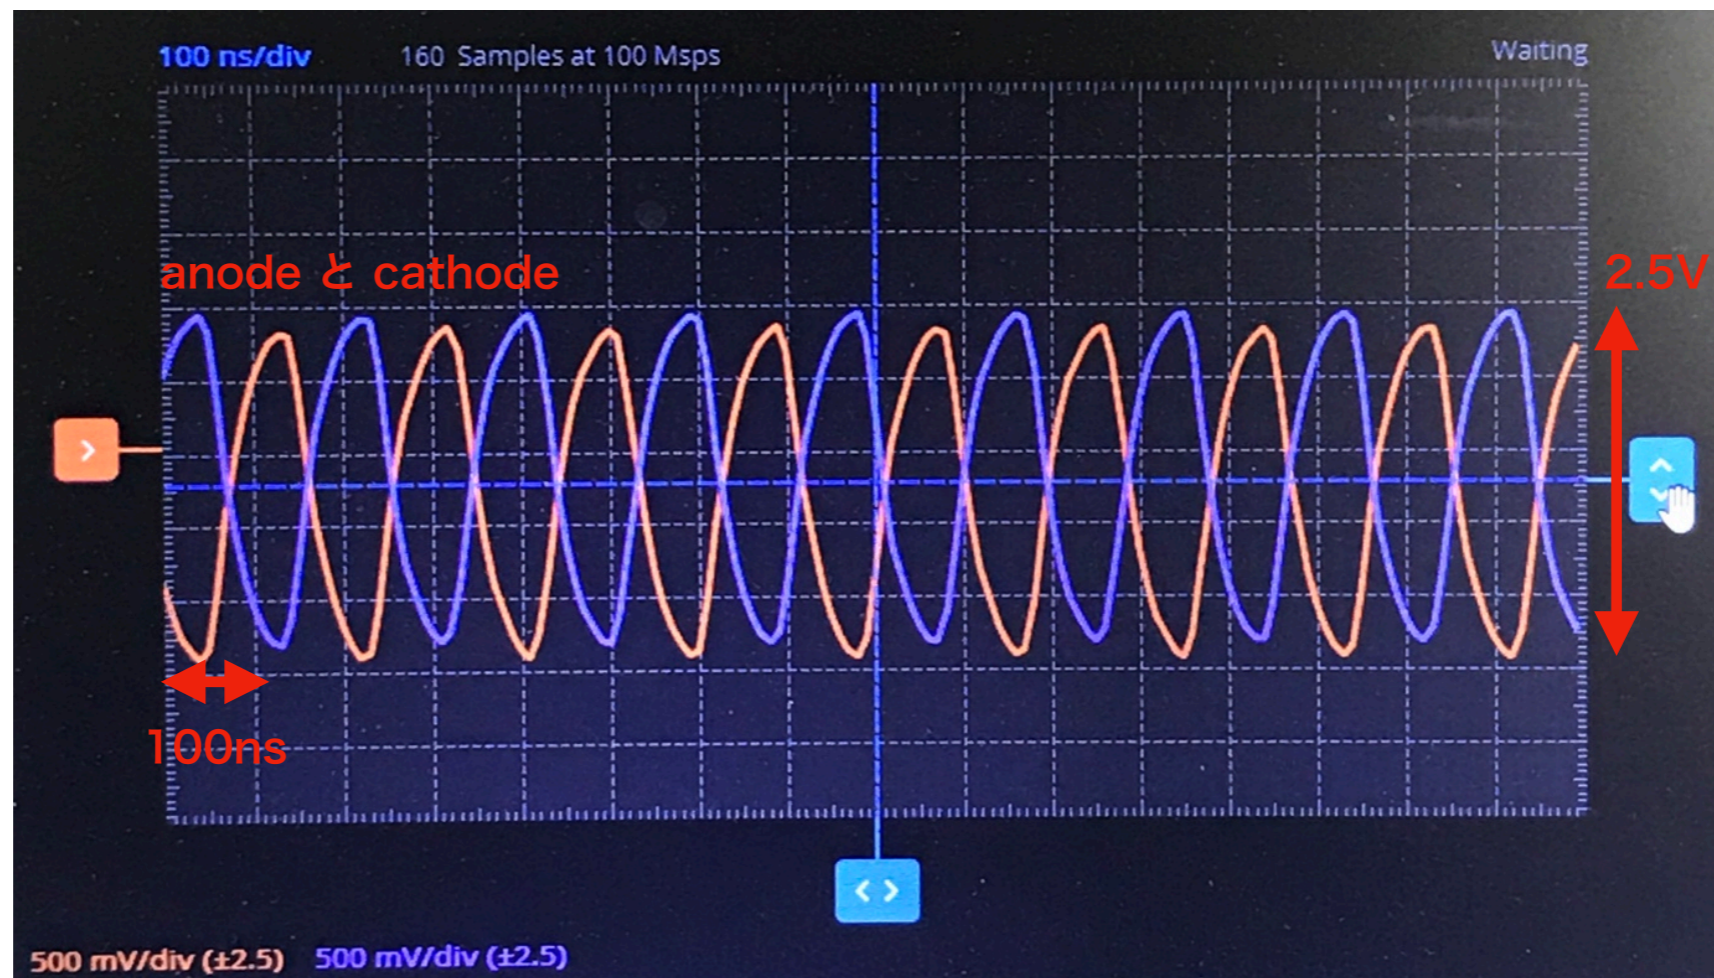 100 ns/div
160 Samples at 100 Msps
Waiting
anode と cathode
2.5V
100ns
500 mV/div (±2.5)
500 mV/div (±2.5)